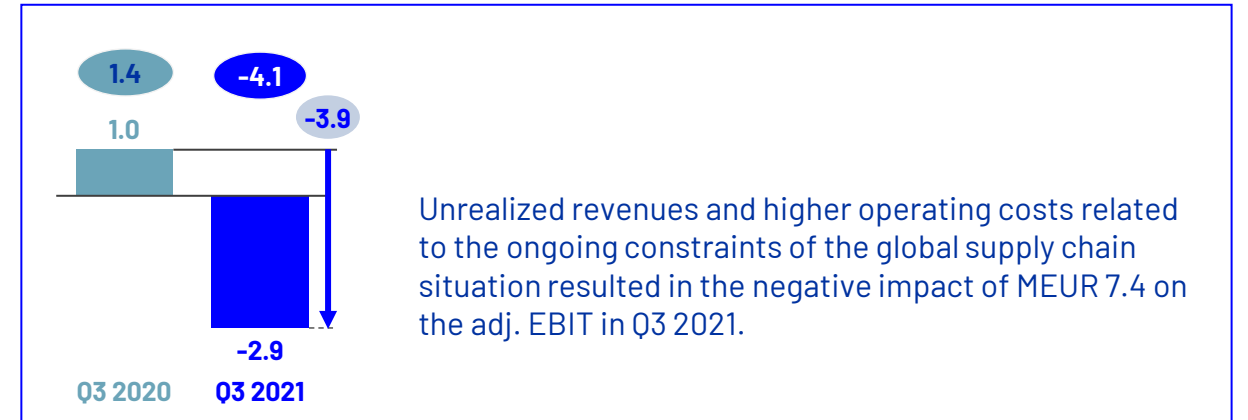 1.4
-4.1
-3.9
1.0
Unrealized revenues and higher operating costs related
to the ongoing constraints of the global supply chain
situation resulted in the negative impact of MEUR 7.4 on
the adj. EBIT in Q3 2021.
-2.9
Q3 2020
Q3 2021